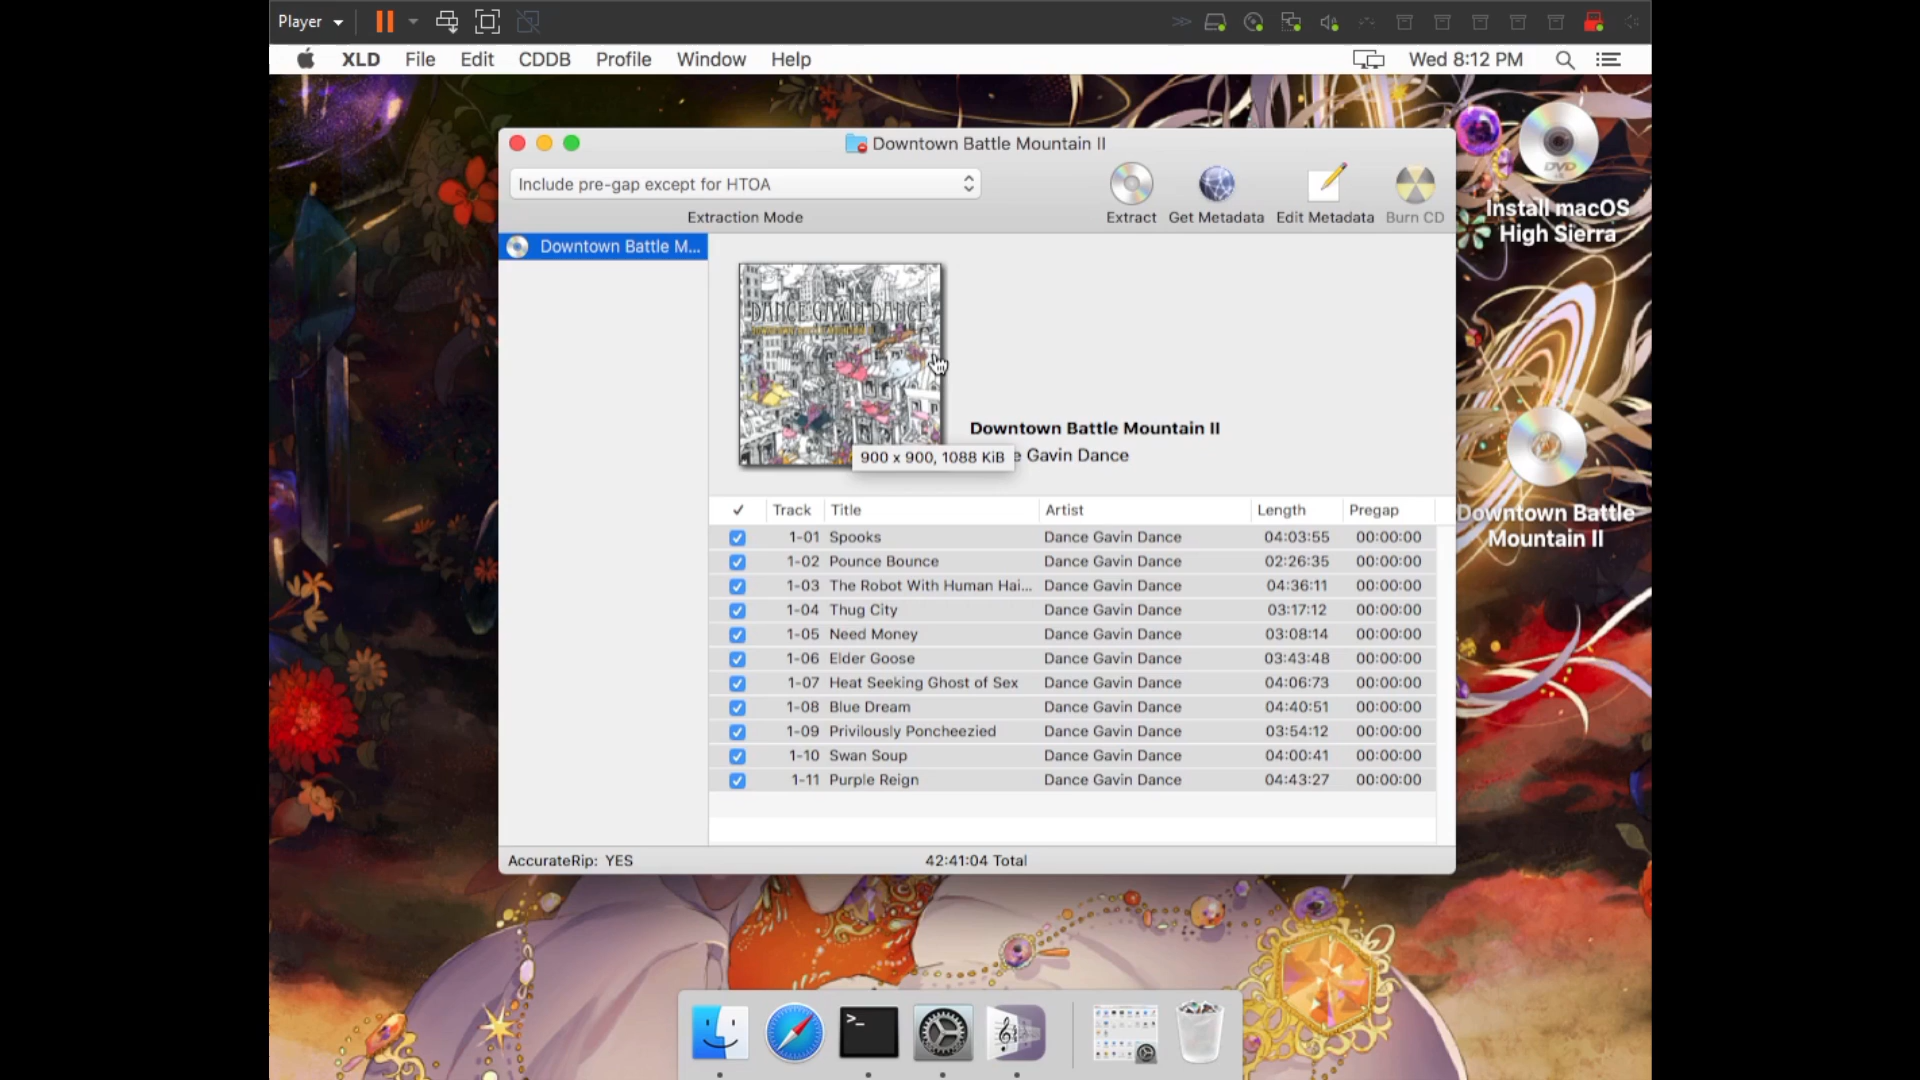 Player
XLD File Edit CDDB Profile Window Help
Wed 8:12 PM
Downtown Battle Mountain II
Include pre-gap except for HTOA
Extraction Mode
Extract Get Metadata Edit Metadata Burn CD
DVD
Install macOS
High Sierra
Downtown Battle M...
DANCE GAVIN DANCE
Downtown Battle Mountain II
900 x 900, 1088 KiB
e Gavin Dance
Downtown Battle
Mountain II
✓ Track Title Artist Length Pregap
1-01 Spooks Dance Gavin Dance 04:03:55 00:00:00
1-02 Pounce Bounce Dance Gavin Dance 02:26:35 00:00:00
1-03 The Robot With Human Hai... Dance Gavin Dance 04:36:11 00:00:00
1-04 Thug City Dance Gavin Dance 03:17:12 00:00:00
1-05 Need Money Dance Gavin Dance 03:08:14 00:00:00
1-06 Elder Goose Dance Gavin Dance 03:43:48 00:00:00
1-07 Heat Seeking Ghost of Sex Dance Gavin Dance 04:06:73 00:00:00
1-08 Blue Dream Dance Gavin Dance 04:40:51 00:00:00
1-09 Privilously Poncheezied Dance Gavin Dance 03:54:12 00:00:00
1-10 Swan Soup Dance Gavin Dance 04:00:41 00:00:00
1-11 Purple Reign Dance Gavin Dance 04:43:27 00:00:00
AccurateRip: YES
42:41:04 Total
>_